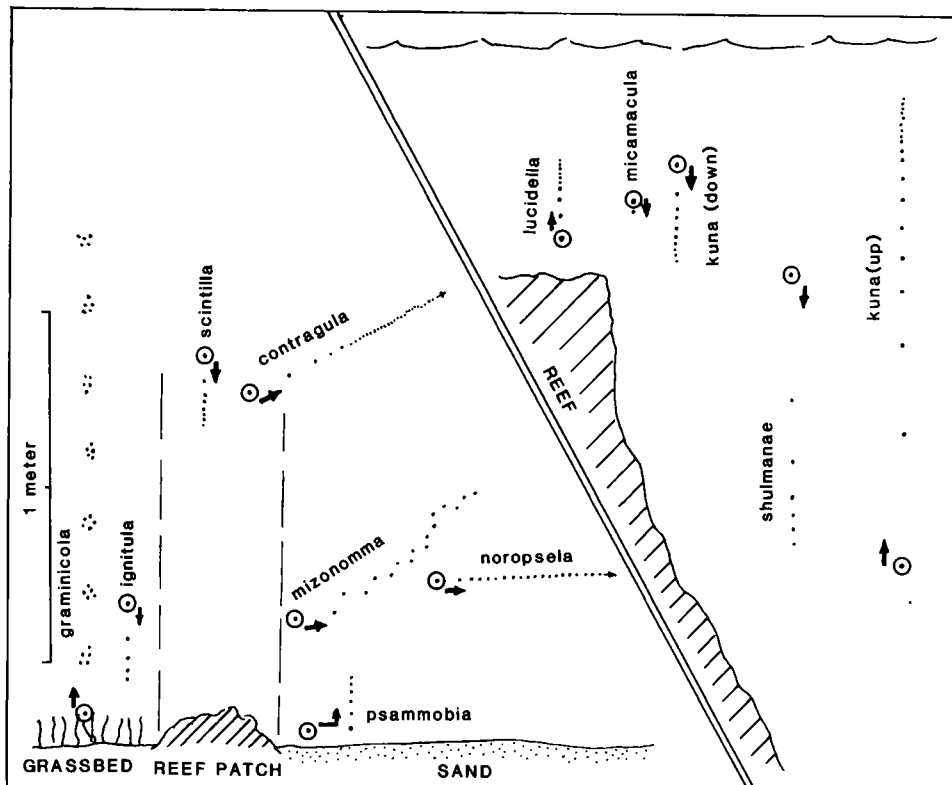 lucidella
micamacula
kuna (down)
kuna (up)
scintilla
contragula
REEF
1 meter
shulmanae
graminicola
ignitula
mizonomma
noropsela
psammobia
GRASSBED
REEF PATCH
SAND